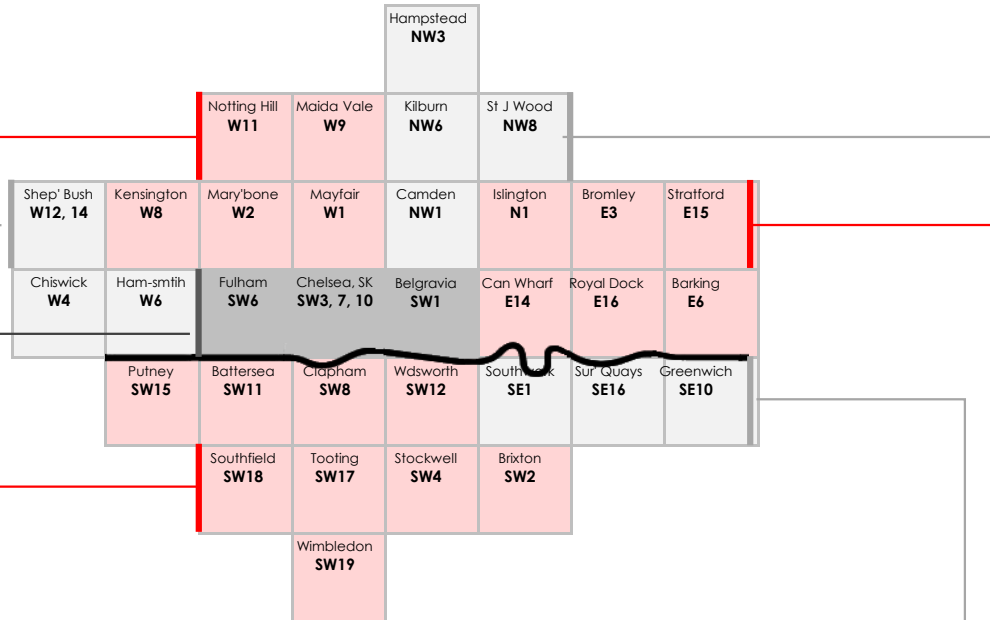 Hampstead
NW3
Notting Hill
W11
Maida Vale
W9
Kilburn
NW6
St J Wood
NW8
Shep' Bush
W12, 14
Kensington
W8
Mary'bone
W2
Mayfair
W1
Camden
NW1
Islington
N1
Bromley
E3
Stratford
E15
Chiswick
W4
Ham-smtih
W6
Fulham
SW6
Chelsea, SK
SW3, 7, 10
Belgravia
SW1
Can Wharf
E14
Royal Dock
E16
Barking
E6
Putney
SW15
Battersea
SW11
Clapham
SW8
Wdsworth
SW12
Southwark
SE1
Sur' Quays
SE16
Greenwich
SE10
Southfield
SW18
Tooting
SW17
Stockwell
SW4
Brixton
SW2
Wimbledon
SW19